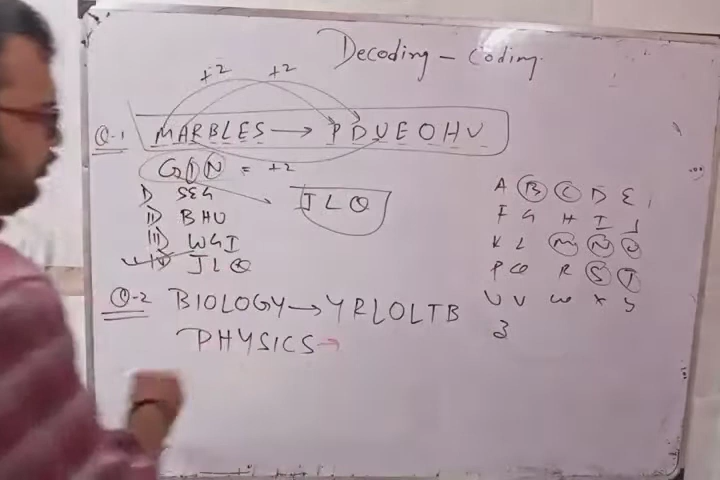 Decoding - Coding
+2 +2
Q-1 MARBLES → PDUEOHV
GIN = +2
I) SEG JLQ
II) BHU
III) WGI
IV) JLQ
Q-2 BIOLOGY → YRLOLTB
PHYSICS →
A B C D E
F G H I J
K L M N O
P Q R S T
U V W X Y
Z